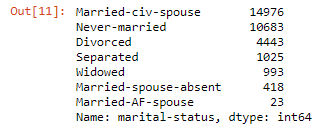 Out[11]: Married-civ-spouse 14976
Never-married 10683
Divorced 4443
Separated 1025
Widowed 993
Married-spouse-absent 418
Married-AF-spouse 23
Name: marital-status, dtype: int64